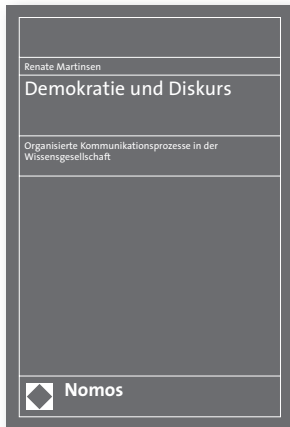 Renate Martinsen
Demokratie und Diskurs
Organisierte Kommunikationsprozesse in der
Wissensgesellschaft
Nomos